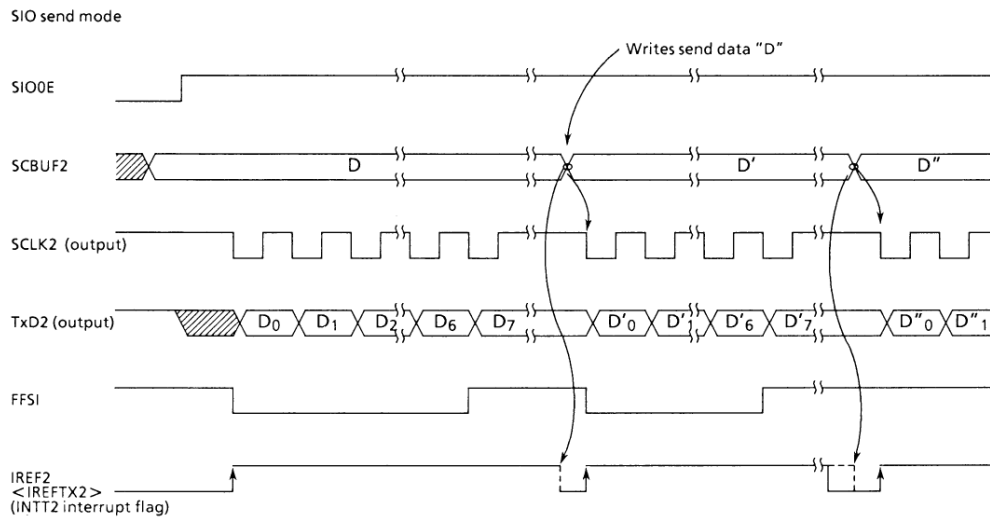 SIO send mode
Writes send data "D"
SIO0E
SCBUF2 D D' D"
SCLK2 (output)
TxD2 (output) D0 D1 D2 D6 D7 D'0 D'1 D'6 D'7 D"0 D"1
FFSI
IREF2
<IREFTX2>
(INTT2 interrupt flag)